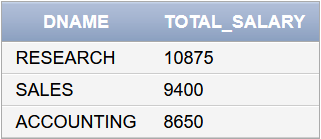 DNAME TOTAL_SALARY
RESEARCH 10875
SALES 9400
ACCOUNTING 8650